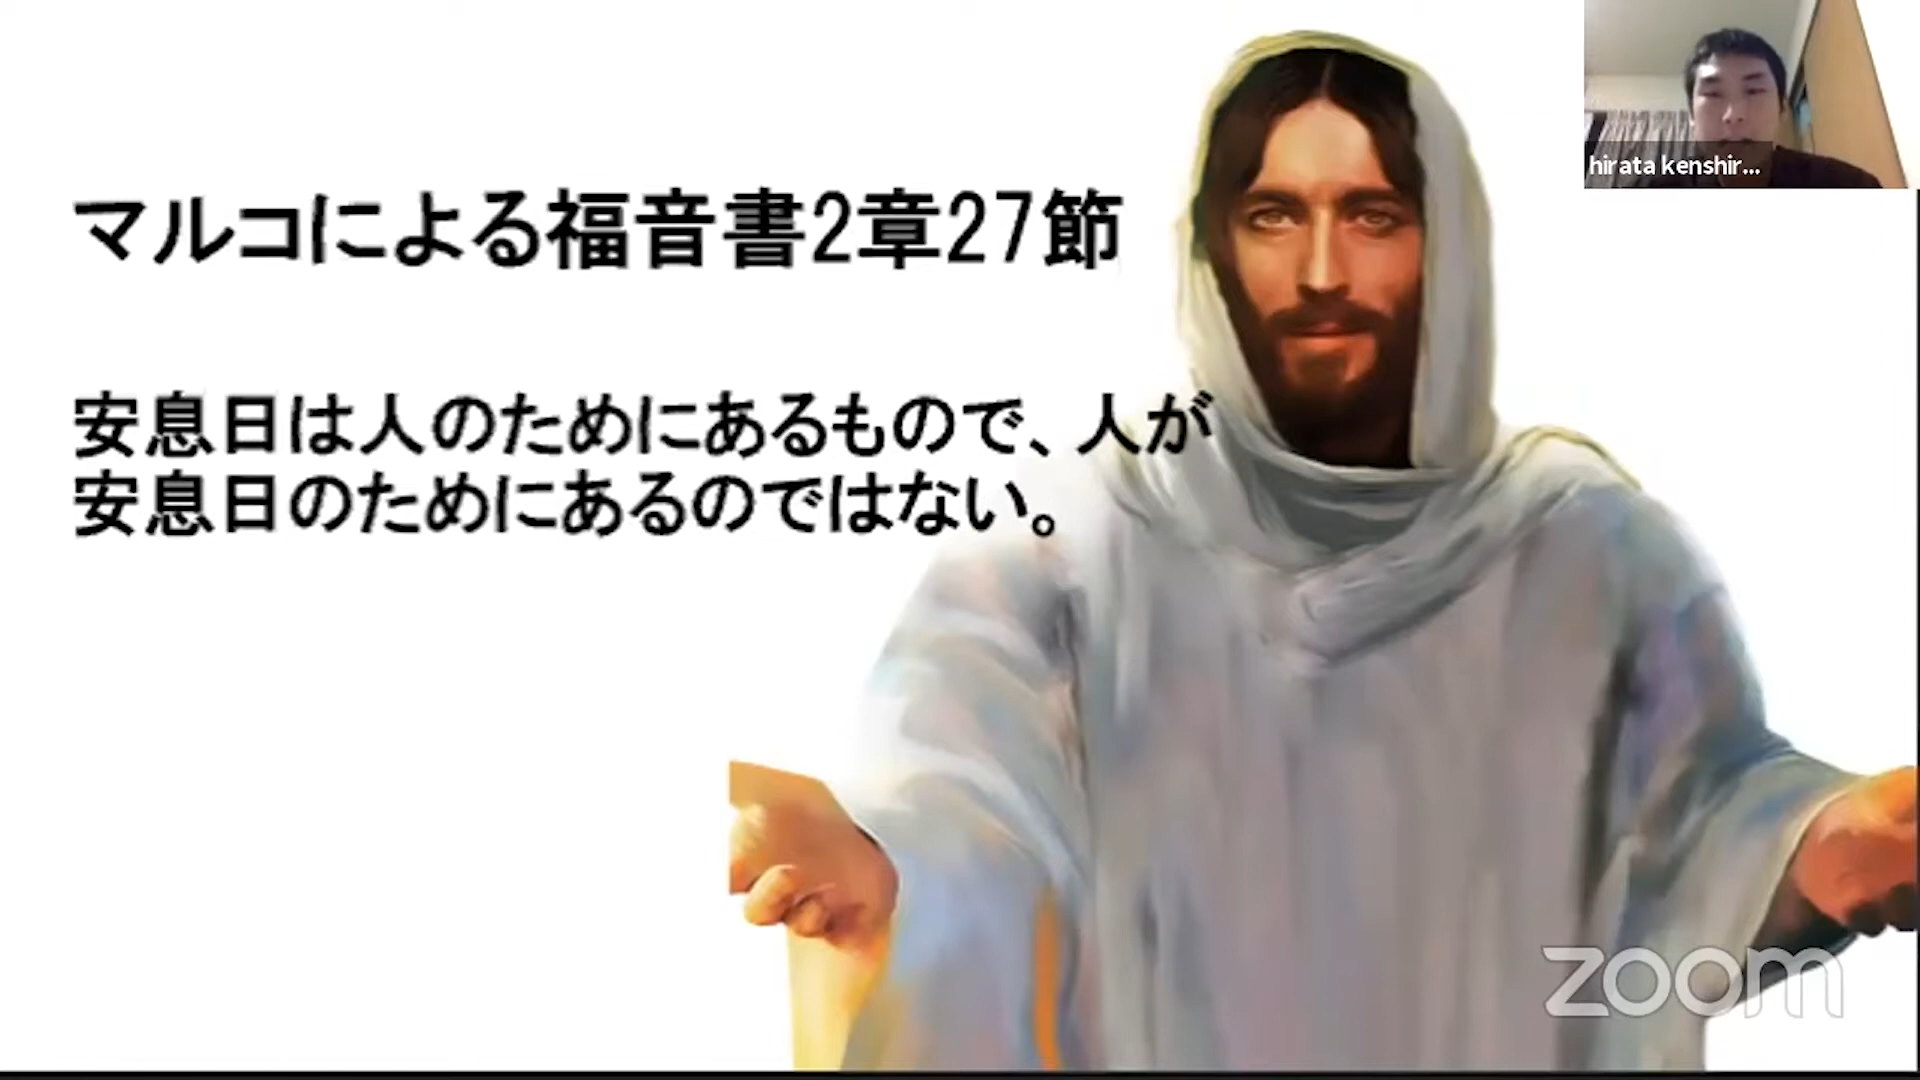 hirata kenshir...
マルコによる福音書2章27節
安息日は人のためにあるもので、人が
安息日のためにあるのではない。
zoom